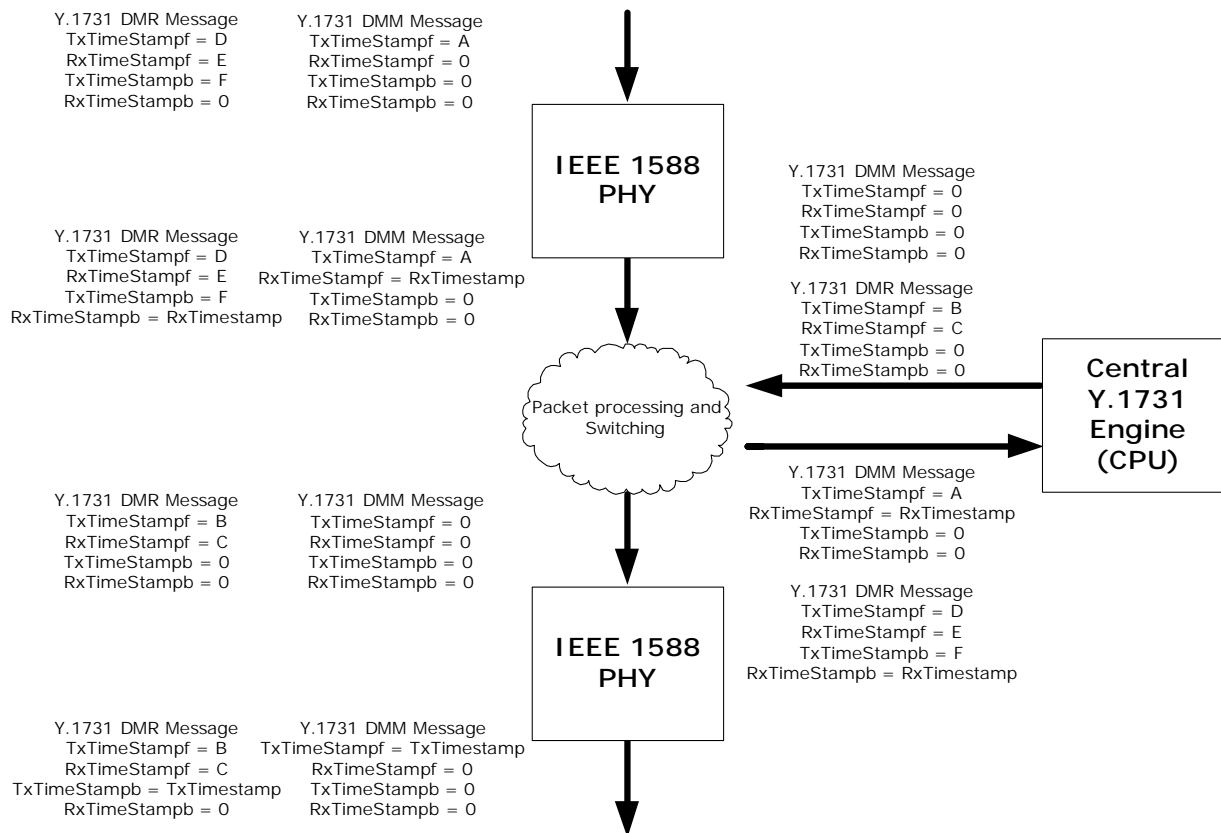 Y.1731 DMR Message
TxTimeStampf = D
RxTimeStampf = E
TxTimeStampb = F
RxTimeStampb = 0
Y.1731 DMM Message
TxTimeStampf = A
RxTimeStampf = 0
TxTimeStampb = 0
RxTimeStampb = 0
IEEE 1588
PHY
Y.1731 DMR Message
TxTimeStampf = D
RxTimeStampf = E
TxTimeStampb = F
RxTimeStampb = RxTimestamp
Y.1731 DMM Message
TxTimeStampf = A
RxTimeStampf = RxTimestamp
TxTimeStampb = 0
RxTimeStampb = 0
Y.1731 DMM Message
TxTimeStampf = 0
RxTimeStampf = 0
TxTimeStampb = 0
RxTimeStampb = 0
Y.1731 DMR Message
TxTimeStampf = B
RxTimeStampf = C
TxTimeStampb = 0
RxTimeStampb = 0
Packet processing and
Switching
Central
Y.1731
Engine
(CPU)
Y.1731 DMM Message
TxTimeStampf = A
RxTimeStampf = RxTimestamp
TxTimeStampb = 0
RxTimeStampb = 0
Y.1731 DMR Message
TxTimeStampf = D
RxTimeStampf = E
TxTimeStampb = F
RxTimeStampb = RxTimestamp
Y.1731 DMR Message
TxTimeStampf = B
RxTimeStampf = C
TxTimeStampb = 0
RxTimeStampb = 0
Y.1731 DMM Message
TxTimeStampf = 0
RxTimeStampf = 0
TxTimeStampb = 0
RxTimeStampb = 0
IEEE 1588
PHY
Y.1731 DMR Message
TxTimeStampf = B
RxTimeStampf = C
TxTimeStampb = TxTimestamp
RxTimeStampb = 0
Y.1731 DMM Message
TxTimeStampf = TxTimestamp
RxTimeStampf = 0
TxTimeStampb = 0
RxTimeStampb = 0